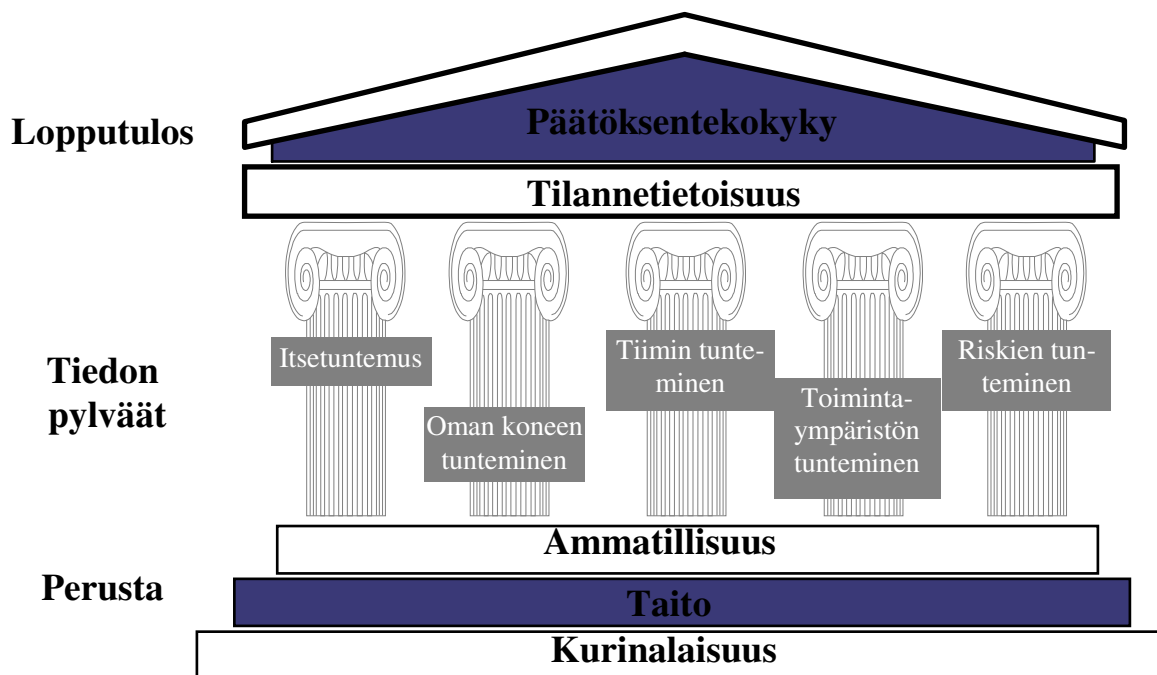 Lopputulos
Päätöksentekokyky
Tilannetietoisuus
Tiedon
pylväät
Itsetuntemus
Oman koneen
tunteminen
Tiimin tunte-
minen
Toiminta-
ympäristön
tunteminen
Riskien tun-
teminen
Perusta
Ammatillisuus
Taito
Kurinalaisuus